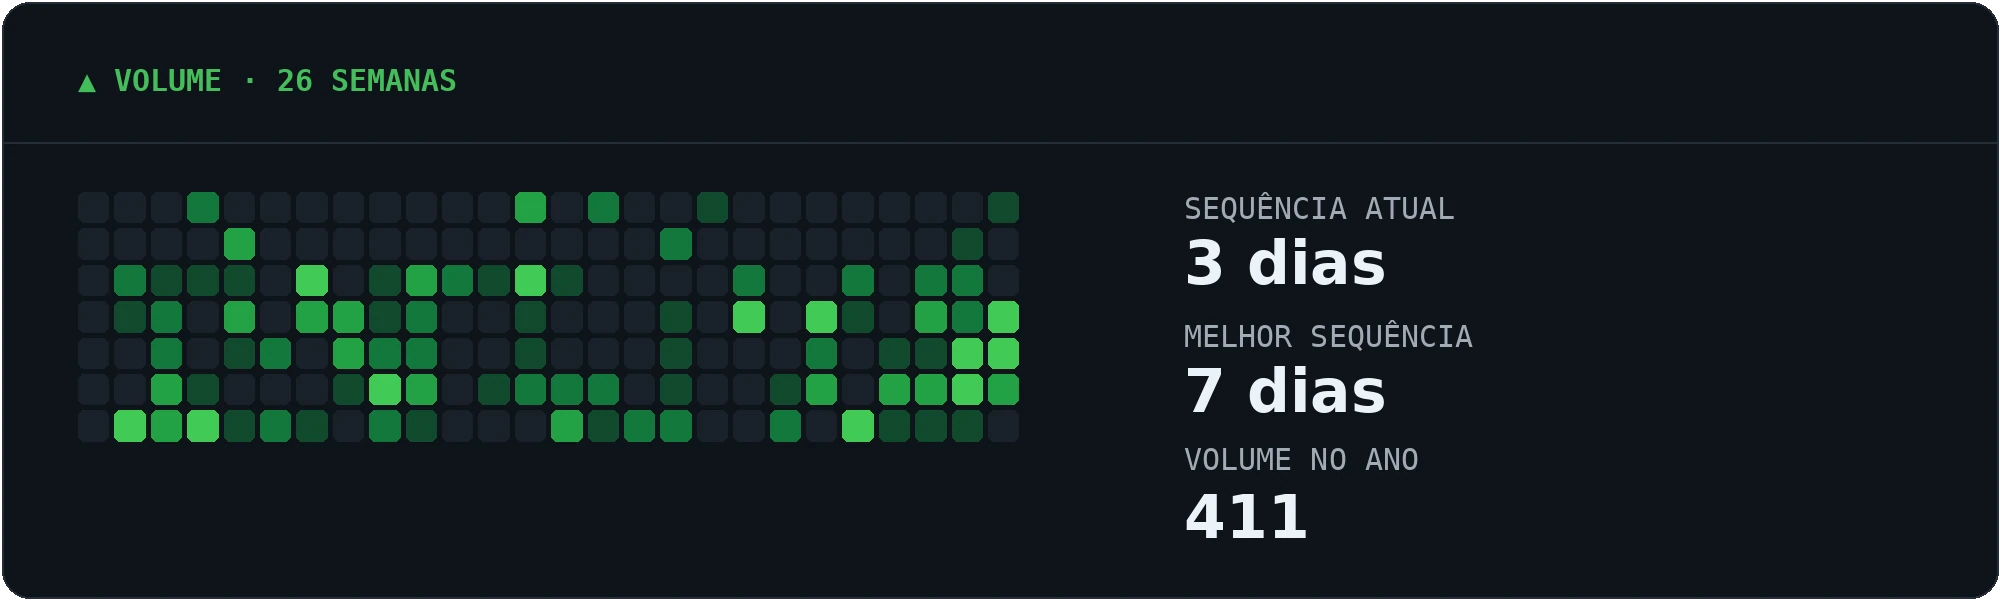 ▲ VOLUME · 26 SEMANAS
SEQUÊNCIA ATUAL
3 dias
MELHOR SEQUÊNCIA
7 dias
VOLUME NO ANO
411